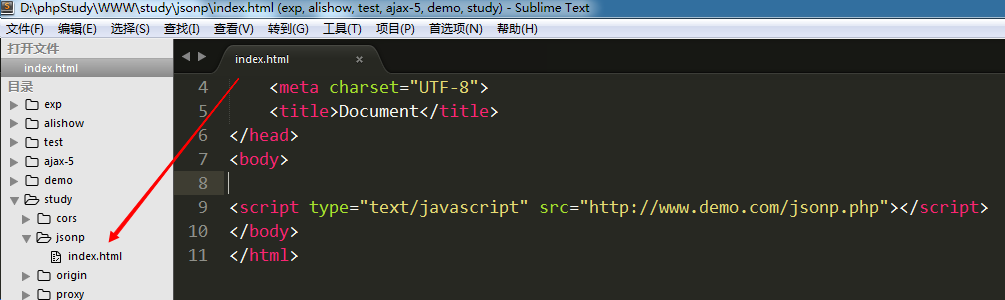 D:\phpStudy\WWW\study\jsonp\index.html (exp, alishow, test, ajax-5, demo, study) - Sublime Text
文件(F) 编辑(E) 选择(S) 查找(I) 查看(V) 转到(G) 工具(T) 项目(P) 首选项(N) 帮助(H)
打开文件
index.html
目录
exp
alishow
test
ajax-5
demo
study
cors
jsonp
index.html
origin
proxy
index.html ×
4 <meta charset="UTF-8">
5 <title>Document</title>
6 </head>
7 <body>
8
9 <script type="text/javascript" src="http://www.demo.com/jsonp.php"></script>
10 </body>
11 </html>